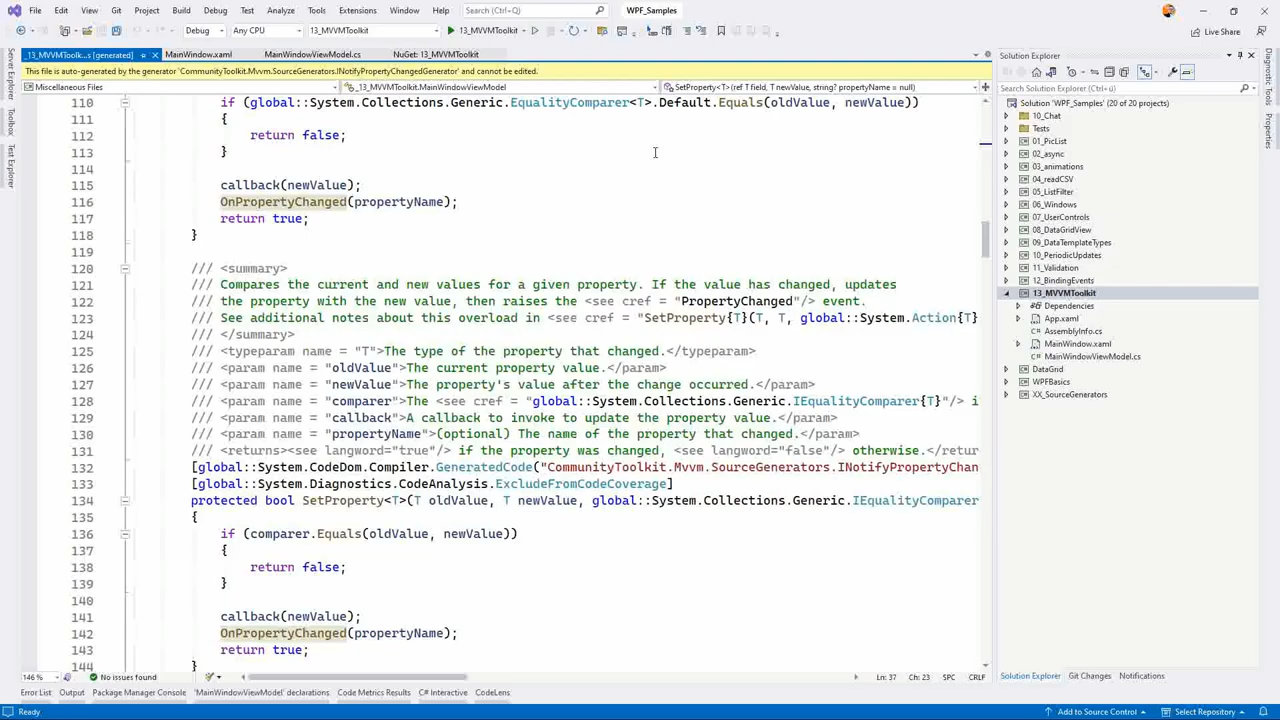 File Edit View Git Project Build Debug Test Analyze Tools Extensions Window Help Search (Ctrl+Q) WPF_Samples
Debug Any CPU 13_MVVMToolkit 13_MVVMToolkit Live Share
_13_MVVMToolk...s [generated] MainWindow.xaml MainWindowViewModel.cs NuGet: 13_MVVMToolkit
This file is auto-generated by the generator 'CommunityToolkit.Mvvm.SourceGenerators.INotifyPropertyChangedGenerator' and cannot be edited.
Miscellaneous Files _13_MVVMToolkit.MainWindowViewModel SetProperty<T>(ref T field, T newValue, string? propertyName = null)
110 if (global::System.Collections.Generic.EqualityComparer<T>.Default.Equals(oldValue, newValue))
111 {
112 return false;
113 }
114
115 callback(newValue);
116 OnPropertyChanged(propertyName);
117 return true;
118 }
119
120 /// <summary>
121 /// Compares the current and new values for a given property. If the value has changed, updates
122 /// the property with the new value, then raises the <see cref = "PropertyChanged"/> event.
123 /// See additional notes about this overload in <see cref = "SetProperty{T}(T, T, global::System.Action{T}
124 /// </summary>
125 /// <typeparam name = "T">The type of the property that changed.</typeparam>
126 /// <param name = "oldValue">The current property value.</param>
127 /// <param name = "newValue">The property's value after the change occurred.</param>
128 /// <param name = "comparer">The <see cref = "global::System.Collections.Generic.IEqualityComparer{T}"/> i
129 /// <param name = "callback">A callback to invoke to update the property value.</param>
130 /// <param name = "propertyName">(optional) The name of the property that changed.</param>
131 /// <returns><see langword="true"/> if the property was changed, <see langword="false"/> otherwise.</retur
132 [global::System.CodeDom.Compiler.GeneratedCode("CommunityToolkit.Mvvm.SourceGenerators.INotifyPropertyChan
133 [global::System.Diagnostics.CodeAnalysis.ExcludeFromCodeCoverage]
134 protected bool SetProperty<T>(T oldValue, T newValue, global::System.Collections.Generic.IEqualityComparer
135 {
136 if (comparer.Equals(oldValue, newValue))
137 {
138 return false;
139 }
140
141 callback(newValue);
142 OnPropertyChanged(propertyName);
143 return true;
144 }
146 % No issues found Ln: 37 Ch: 23 SPC CRLF
Error List Output Package Manager Console 'MainWindowViewModel' declarations Code Metrics Results C# Interactive CodeLens
Ready Add to Source Control Select Repository
Server Explorer
Toolbox
Test Explorer
Solution Explorer
Search Solution Explorer (Ctrl+ü)
Solution 'WPF_Samples' (20 of 20 projects)
10_Chat
Tests
01_PicList
02_async
03_animations
04_readCSV
05_ListFilter
06_Windows
07_UserControls
08_DataGridView
09_DataTemplateTypes
10_PeriodicUpdates
11_Validation
12_BindingEvents
13_MVVMToolkit
Dependencies
App.xaml
AssemblyInfo.cs
MainWindow.xaml
MainWindowViewModel.cs
DataGrid
WPFBasics
XX_SourceGenerators
Solution Explorer Git Changes Notifications
Diagnostic Tools
Properties